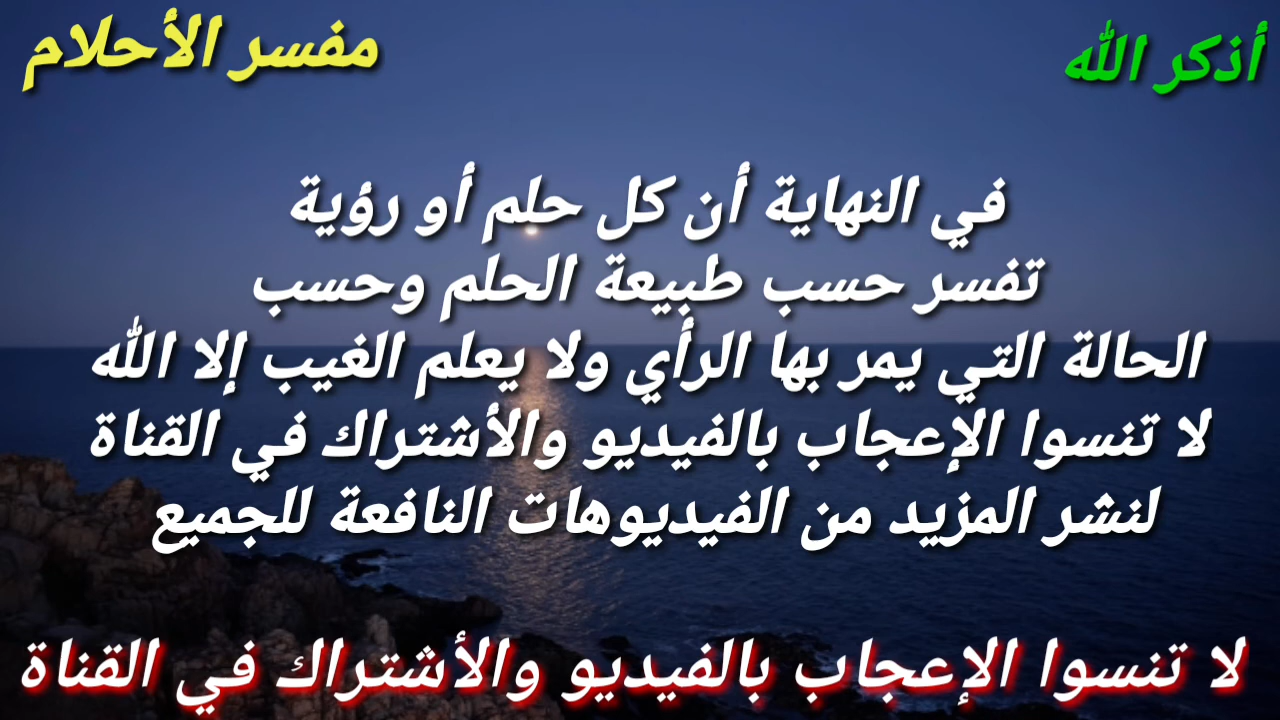 أذكر الله
مفسر الأحلام
في النهاية أن كل حلم أو رؤية
تفسر حسب طبيعة الحلم وحسب
الحالة التي يمر بها الرأي ولا يعلم الغيب إلا الله
لا تنسوا الإعجاب بالفيديو والأشتراك في القناة
لنشر المزيد من الفيديوهات النافعة للجميع
لا تنسوا الإعجاب بالفيديو والأشتراك في القناة